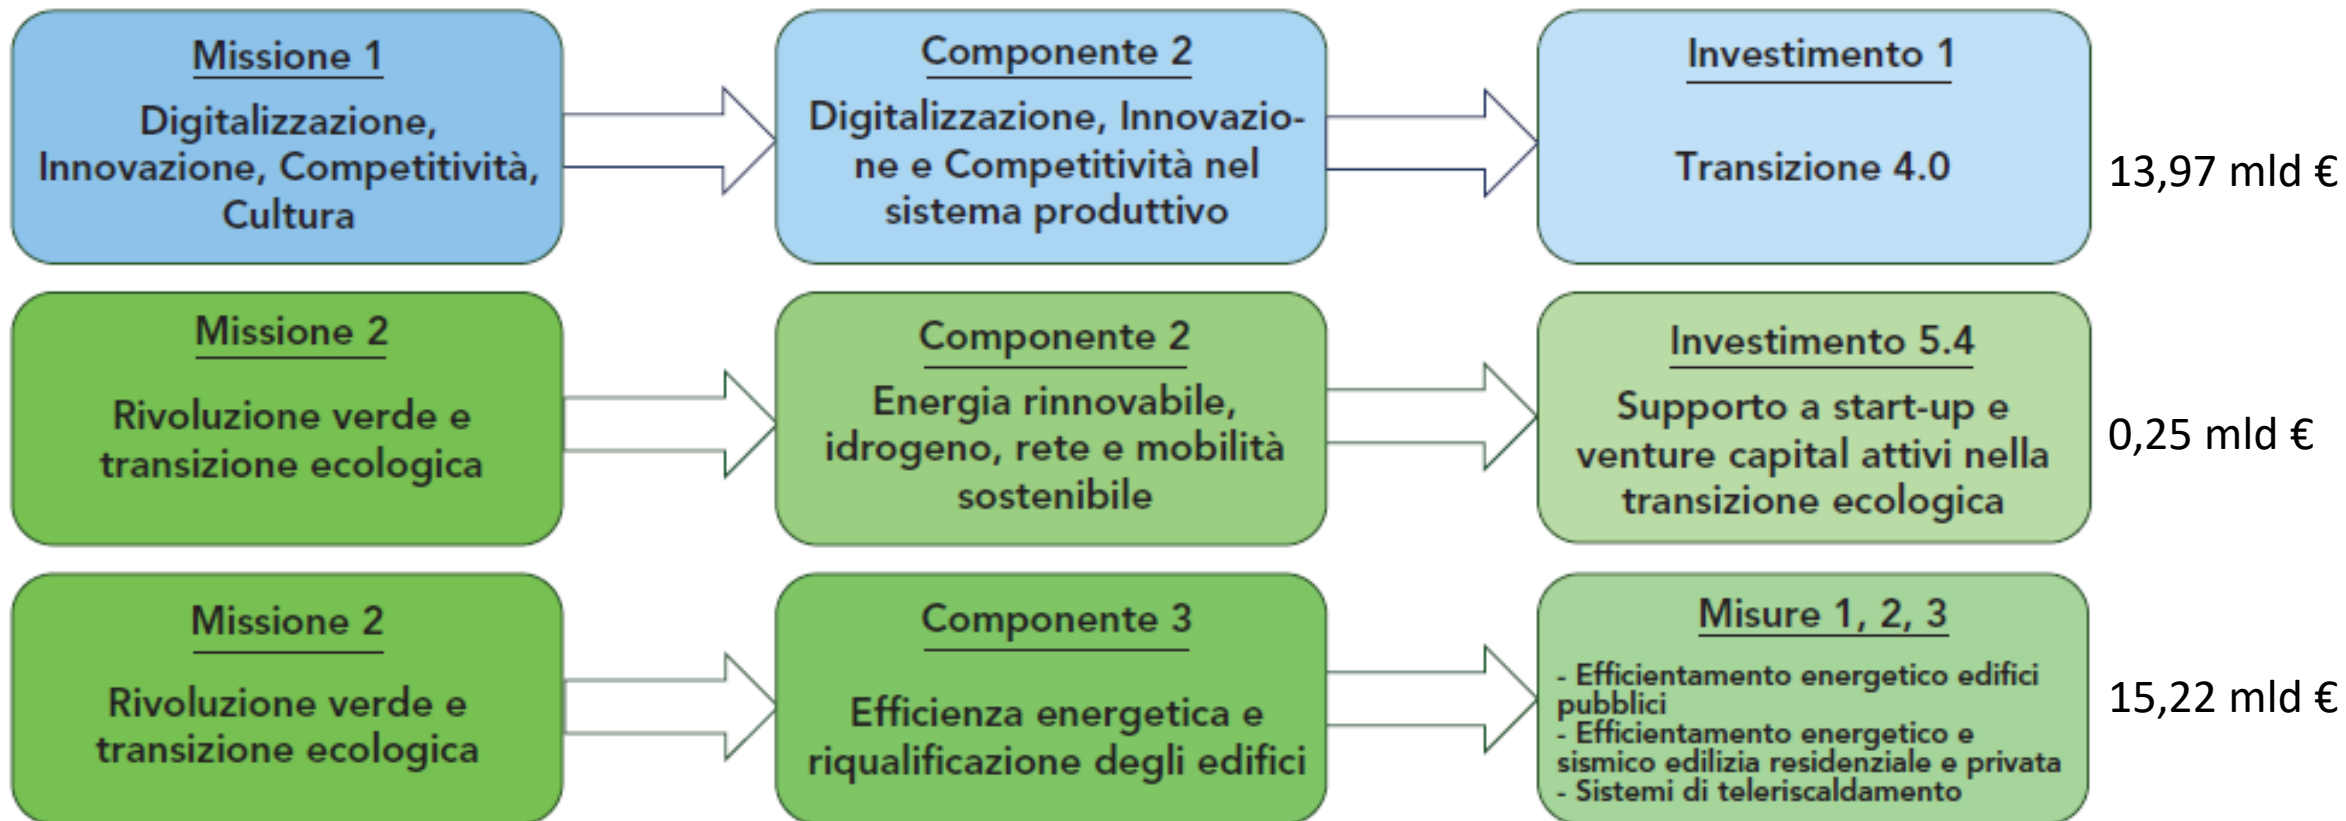 Missione 1
Digitalizzazione,
Innovazione, Competitività,
Cultura
Componente 2
Digitalizzazione, Innovazio-
ne e Competitività nel
sistema produttivo
Investimento 1
Transizione 4.0
13,97 mld €
Missione 2
Rivoluzione verde e
transizione ecologica
Componente 2
Energia rinnovabile,
idrogeno, rete e mobilità
sostenibile
Investimento 5.4
Supporto a start-up e
venture capital attivi nella
transizione ecologica
0,25 mld €
Missione 2
Rivoluzione verde e
transizione ecologica
Componente 3
Efficienza energetica e
riqualificazione degli edifici
Misure 1, 2, 3
- Efficientamento energetico edifici
pubblici
- Efficientamento energetico e
sismico edilizia residenziale e privata
- Sistemi di teleriscaldamento
15,22 mld €